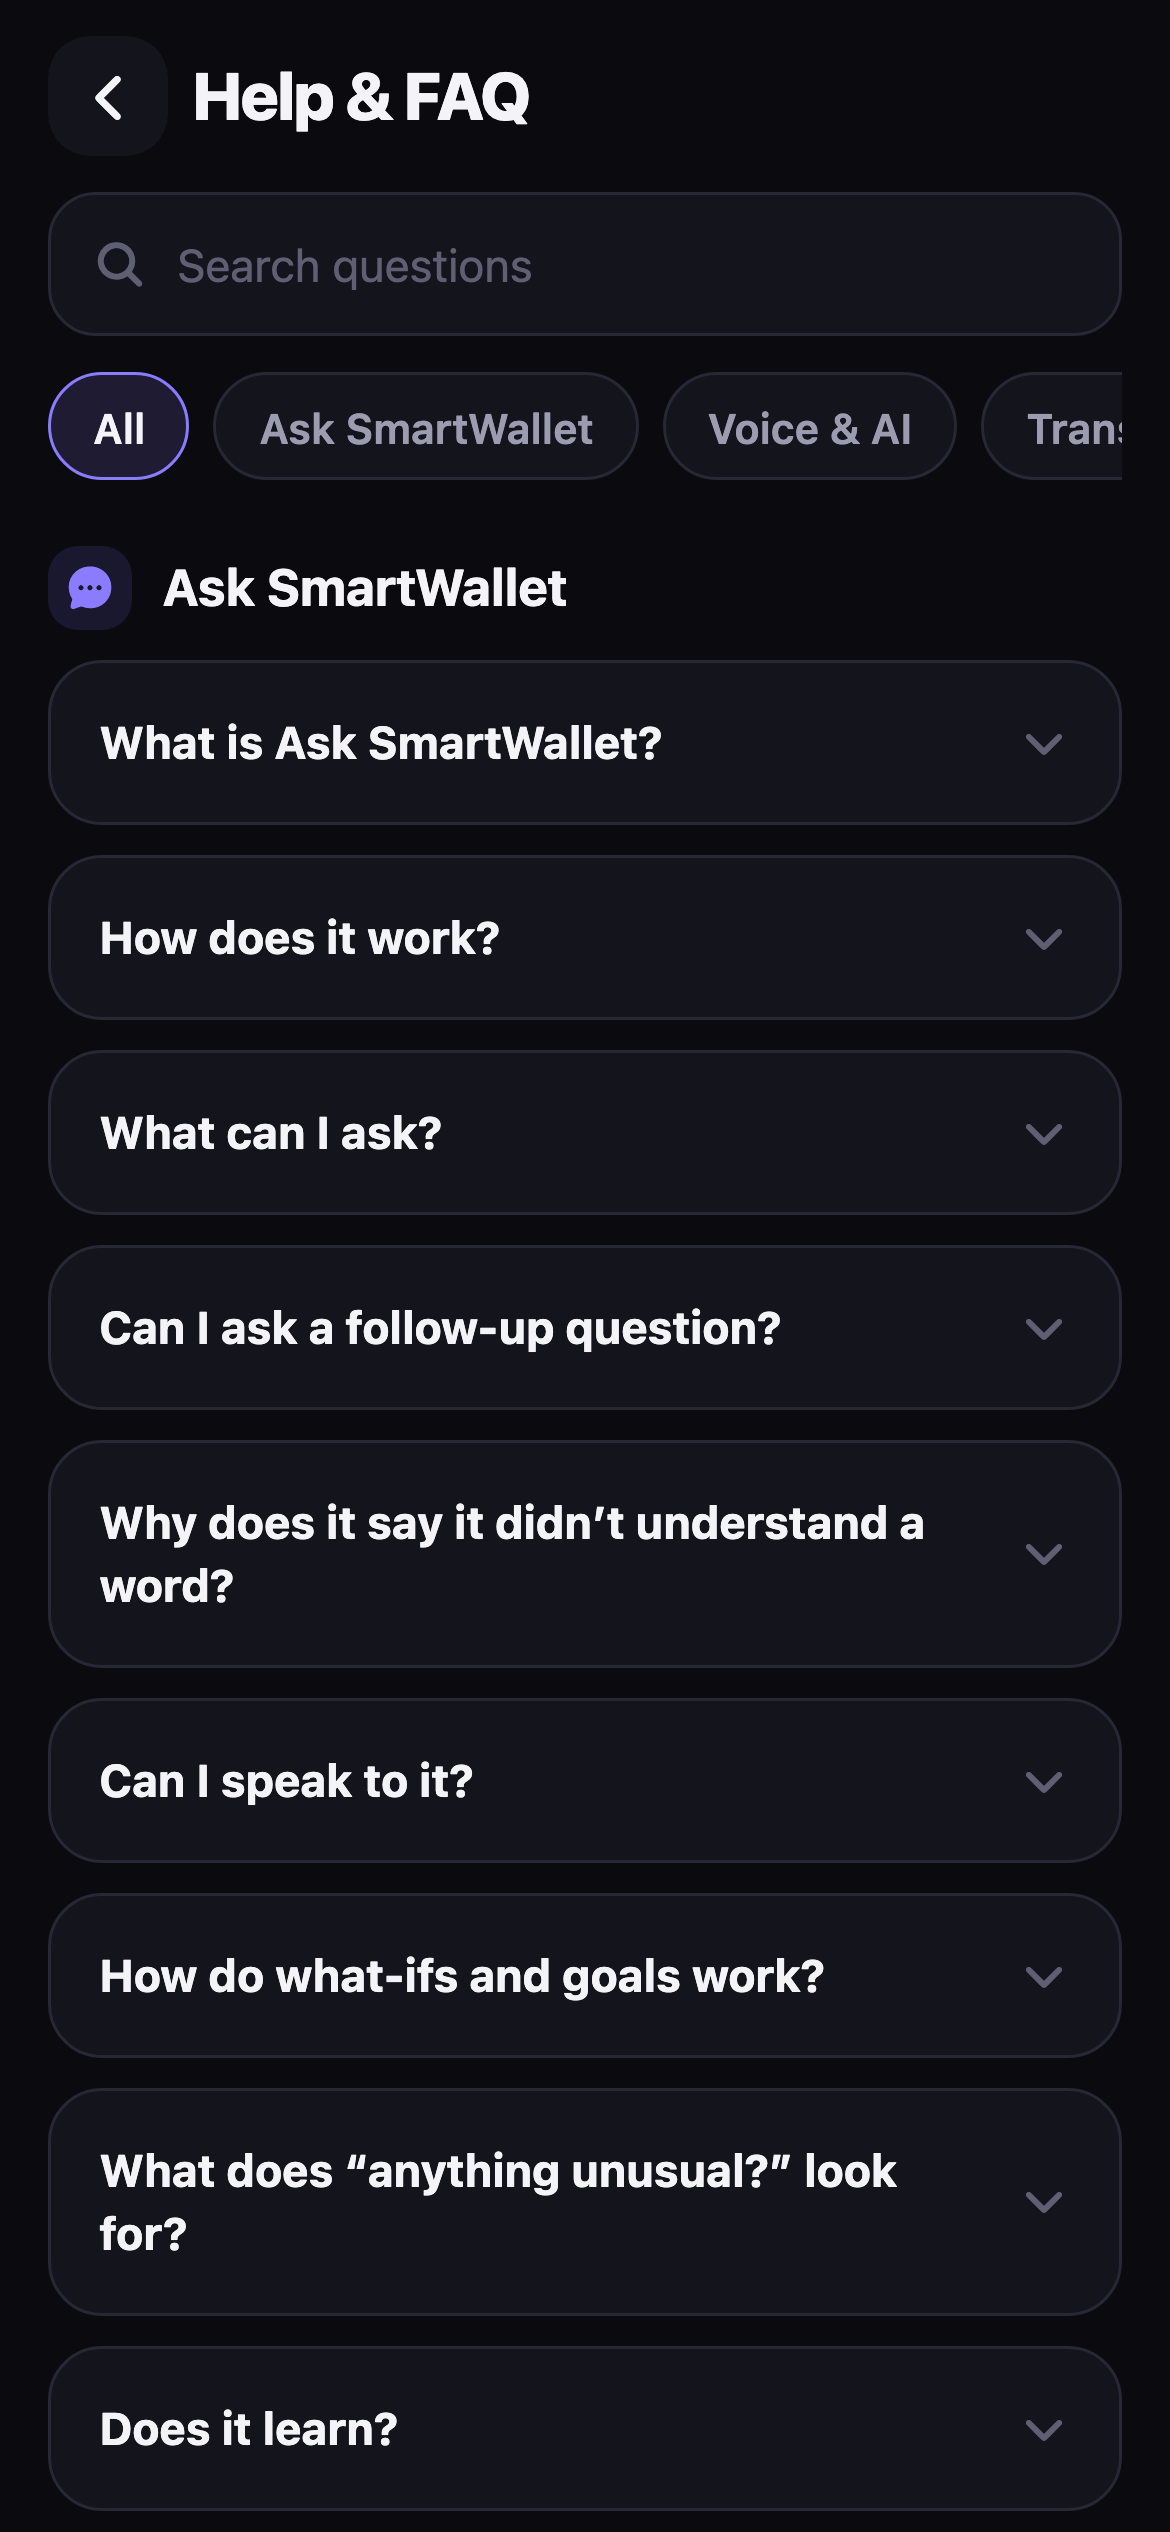 Help & FAQ
Search questions
All
Ask SmartWallet
Voice & AI
Ask SmartWallet
What is Ask SmartWallet?
How does it work?
What can I ask?
Can I ask a follow-up question?
Why does it say it didn’t understand a
word?
Can I speak to it?
How do what-ifs and goals work?
What does “anything unusual?” look
for?
Does it learn?